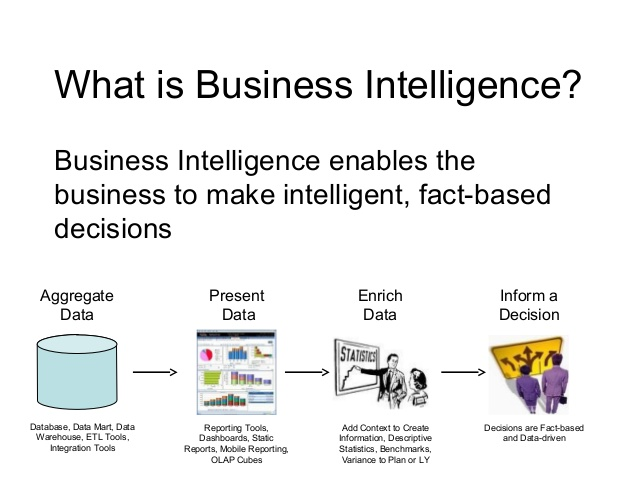 What is Business Intelligence?
Business Intelligence enables the
business to make intelligent, fact-based
decisions
Aggregate
Data
Present
Data
Enrich
Data
Inform a
Decision
STATISTICS
Database, Data Mart, Data
Warehouse, ETL Tools,
Integration Tools
Reporting Tools,
Dashboards, Static
Reports, Mobile Reporting,
OLAP Cubes
Add Context to Create
Information, Descriptive
Statistics, Benchmarks,
Variance to Plan or LY
Decisions are Fact-based
and Data-driven